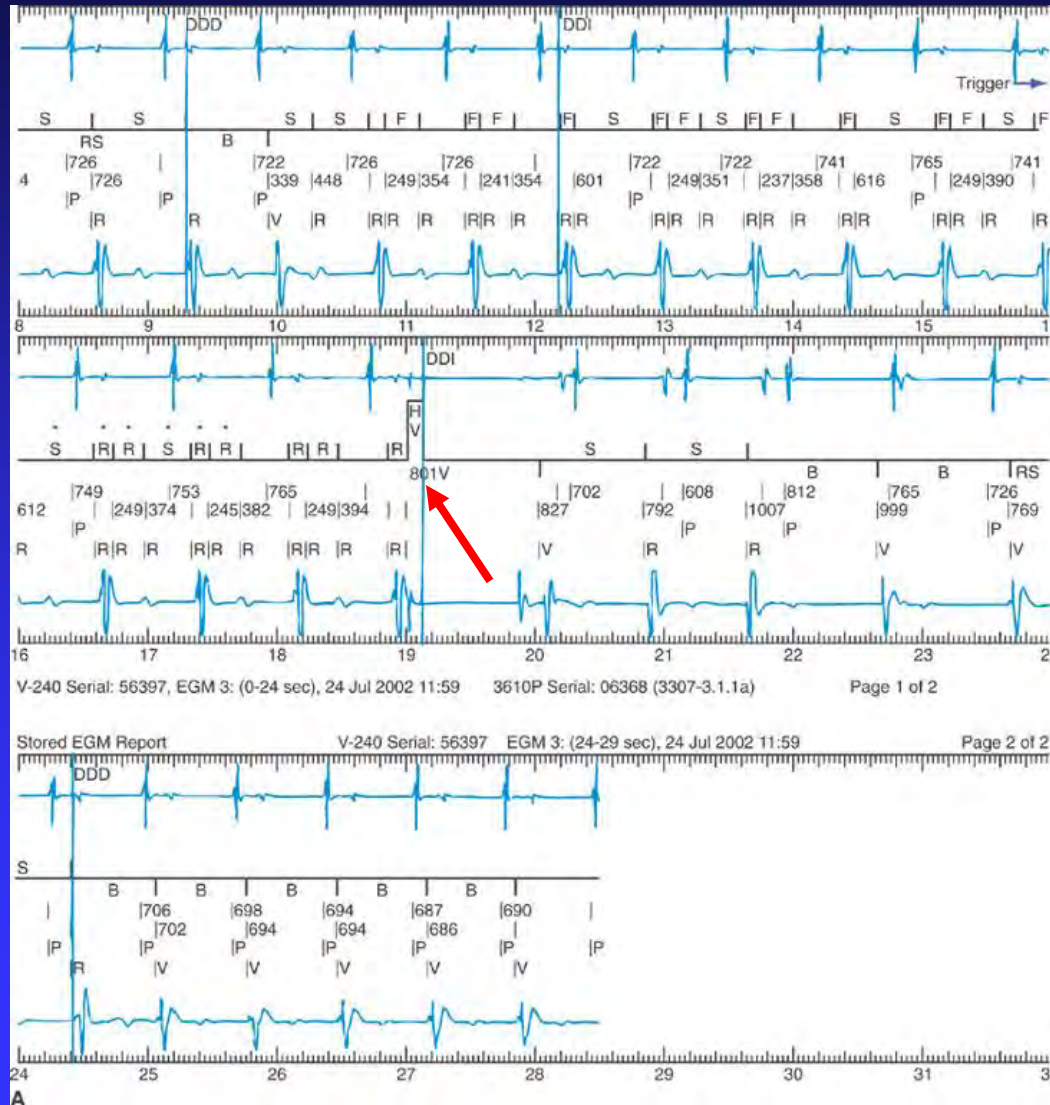 DDD DDI
Trigger
S S S S F F F F S F F S F F F S F F S F
RS B
726 722 726 726 722 722 741 765 741
4 726 339 448 249 354 241 354 601 249 351 237 358 616 249 390
P P P P P
R R V R R R R R R R R R R R R R R R R R R R R R
8 9 10 11 12 13 14 15 1
DDI
H
S R R S R R R R R V S S
801V B B RS
749 753 765 702 608 812 765 726
612 249 374 245 382 249 394 827 792 1007 999 769
P P P P
R R R R R R R R R R R V R R V V
16 17 18 19 20 21 22 23 2
V-240 Serial: 56397, EGM 3: (0-24 sec), 24 Jul 2002 11:59 3610P Serial: 06368 (3307-3.1.1a) Page 1 of 2
Stored EGM Report V-240 Serial: 56397 EGM 3: (24-29 sec), 24 Jul 2002 11:59 Page 2 of 2
DDD
S
B B B B B
706 698 694 687 690
702 694 694 686
P P P P P P P
R V V V V V
24 25 26 27 28 29 30 31 3
A